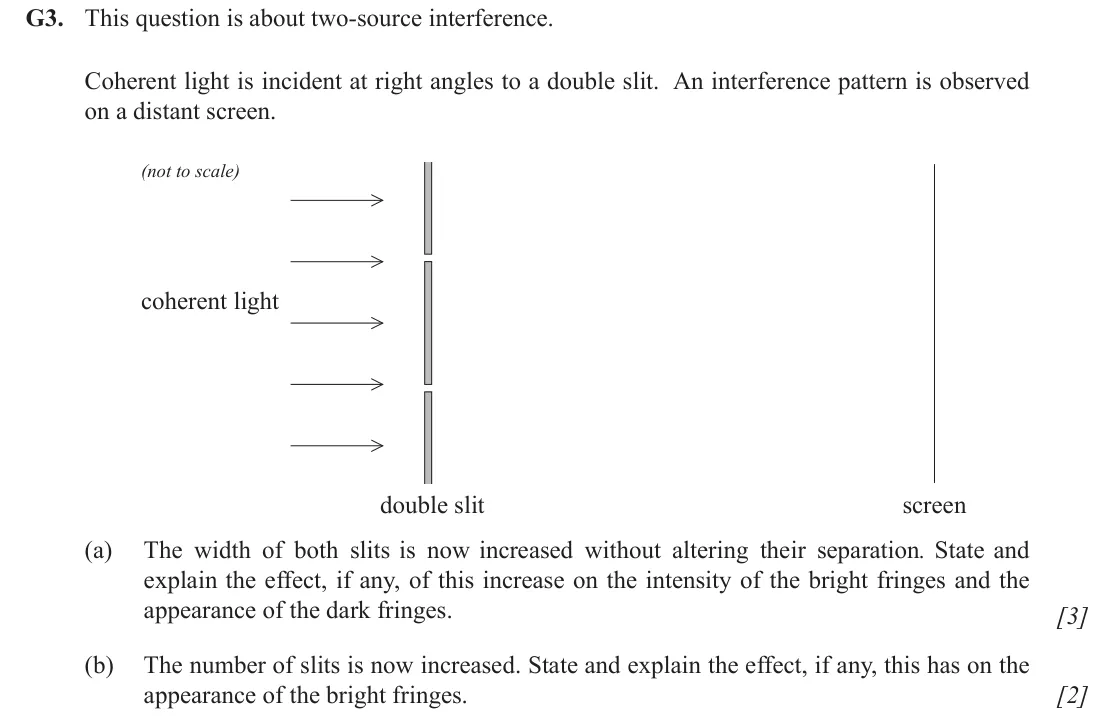 G3. This question is about two-source interference.
Coherent light is incident at right angles to a double slit. An interference pattern is observed
on a distant screen.
(not to scale)
coherent light
double slit
screen
(a) The width of both slits is now increased without altering their separation. State and
explain the effect, if any, of this increase on the intensity of the bright fringes and the
appearance of the dark fringes. [3]
(b) The number of slits is now increased. State and explain the effect, if any, this has on the
appearance of the bright fringes. [2]